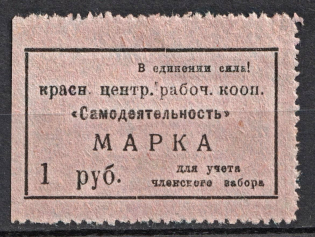 В единении сила!
красн. центр. рабоч. кооп.
«Самодеятельность»
МАРКА
1 руб.
для учета
членского забора